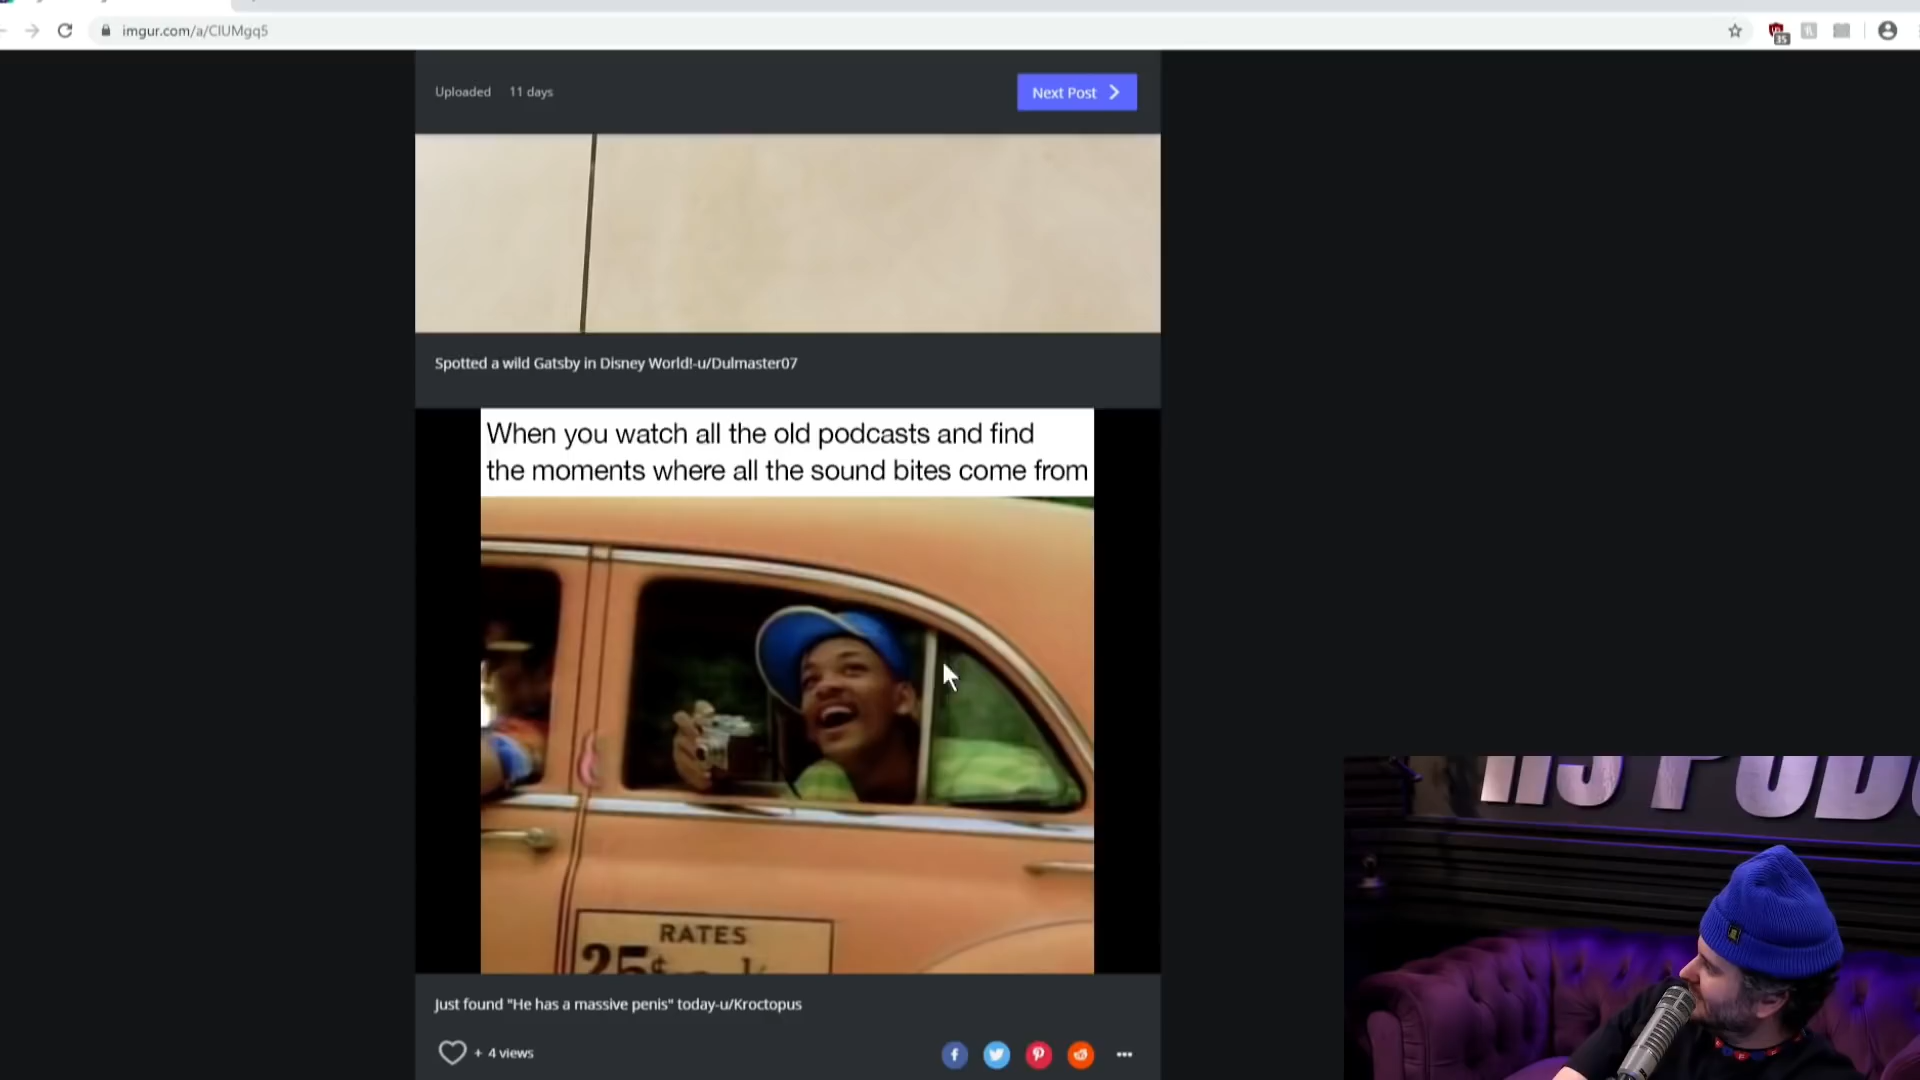 imgur.com/a/CIUMgq5
35
Uploaded 11 days
Next Post
Spotted a wild Gatsby in Disney World!-u/Dulmaster07
When you watch all the old podcasts and find
the moments where all the sound bites come from
RATES
25¢
Just found "He has a massive penis" today-u/Kroctopus
+ 4 views